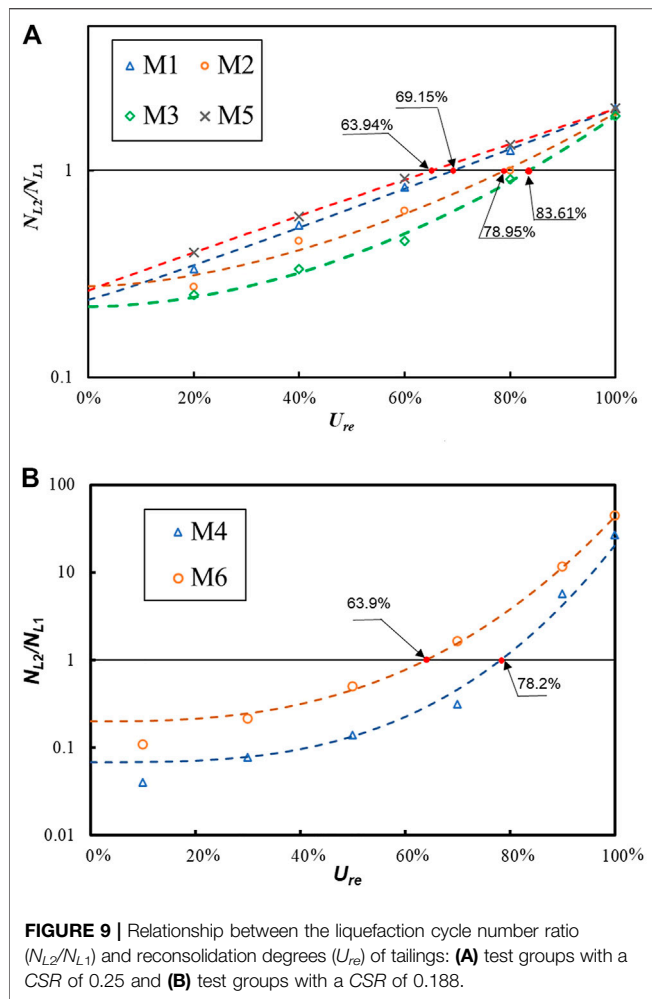 A
M1 M2
M3 M5
69.15%
63.94%
1
83.61%
78.95%
0.1
N_L2/N_L1
0% 20% 40% 60% 80% 100%
U_re
B
100
M4
M6
10
63.9%
1
78.2%
0.1
0.01
N_L2/N_L1
0% 20% 40% 60% 80% 100%
U_re
FIGURE 9 | Relationship between the liquefaction cycle number ratio
(N_L2/N_L1) and reconsolidation degrees (U_re) of tailings: (A) test groups with a
CSR of 0.25 and (B) test groups with a CSR of 0.188.